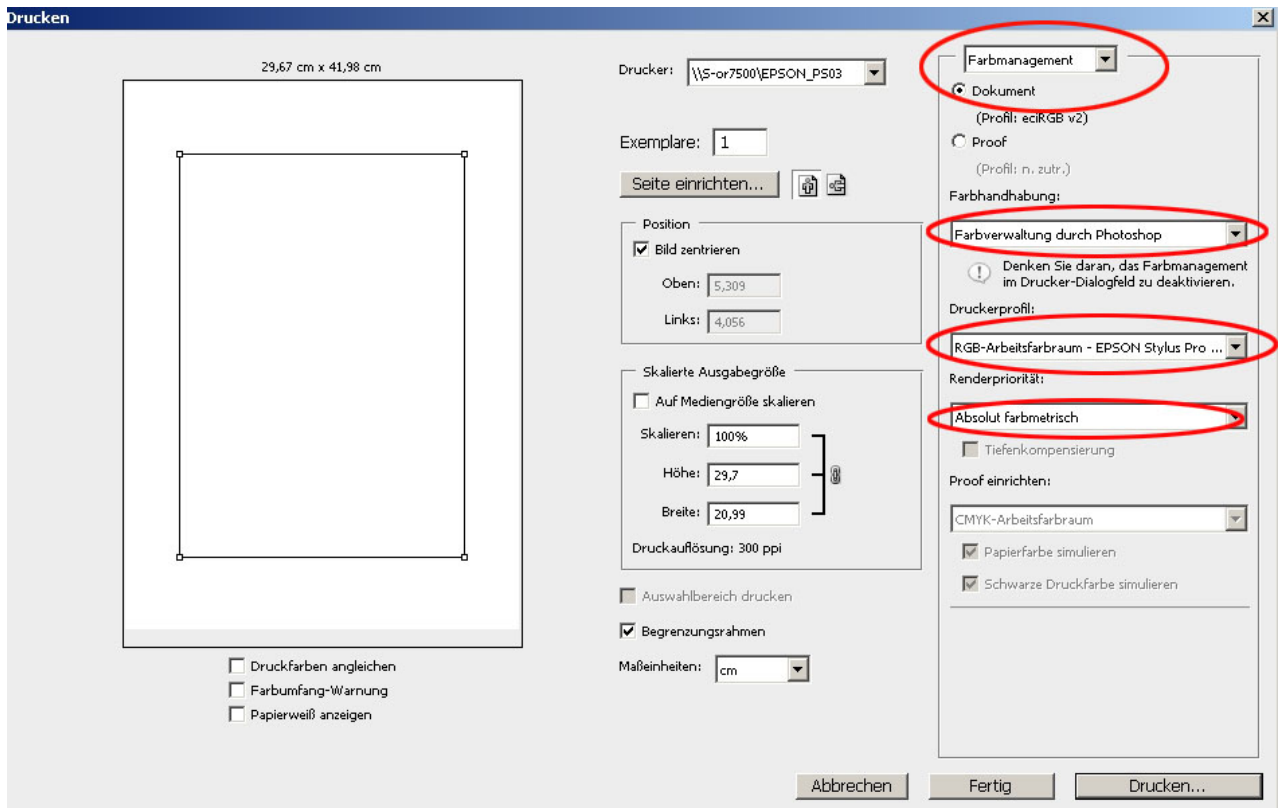 Drucken
29,67 cm x 41,98 cm
Druckfarben angleichen
Farbumfang-Warnung
Papierweiß anzeigen
Drucker: \\S-or7500\EPSON_PS03
Exemplare: 1
Seite einrichten...
Position
Bild zentrieren
Oben: 5,309
Links: 4,056
Skalierte Ausgabegröße
Auf Mediengröße skalieren
Skalieren: 100%
Höhe: 29,7
Breite: 20,99
Druckauflösung: 300 ppi
Auswahlbereich drucken
Begrenzungsrahmen
Maßeinheiten: cm
Farbmanagement
Dokument
(Profil: eciRGB v2)
Proof
(Profil: n. zutr.)
Farbhandhabung:
Farbverwaltung durch Photoshop
Denken Sie daran, das Farbmanagement
im Drucker-Dialogfeld zu deaktivieren.
Druckerprofil:
RGB-Arbeitsfarbraum - EPSON Stylus Pro ...
Renderpriorität:
Absolut farbmetrisch
Tiefenkompensierung
Proof einrichten:
CMYK-Arbeitsfarbraum
Papierfarbe simulieren
Schwarze Druckfarbe simulieren
Abbrechen
Fertig
Drucken...